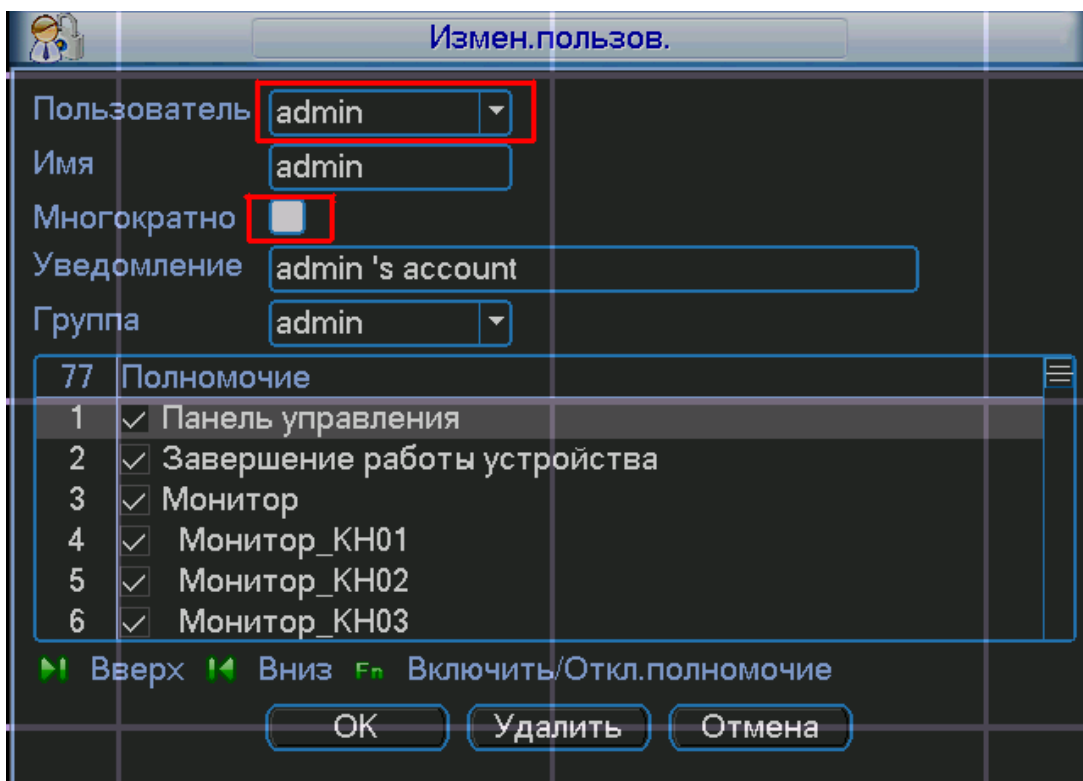 Измен.пользов.
Пользователь admin
Имя admin
Многократно
Уведомление admin 's account
Группа admin
77 Полномочие
1 Панель управления
2 Завершение работы устройства
3 Монитор
4 Монитор_КН01
5 Монитор_КН02
6 Монитор_КН03
Вверх Вниз Fn Включить/Откл.полномочие
OK Удалить Отмена